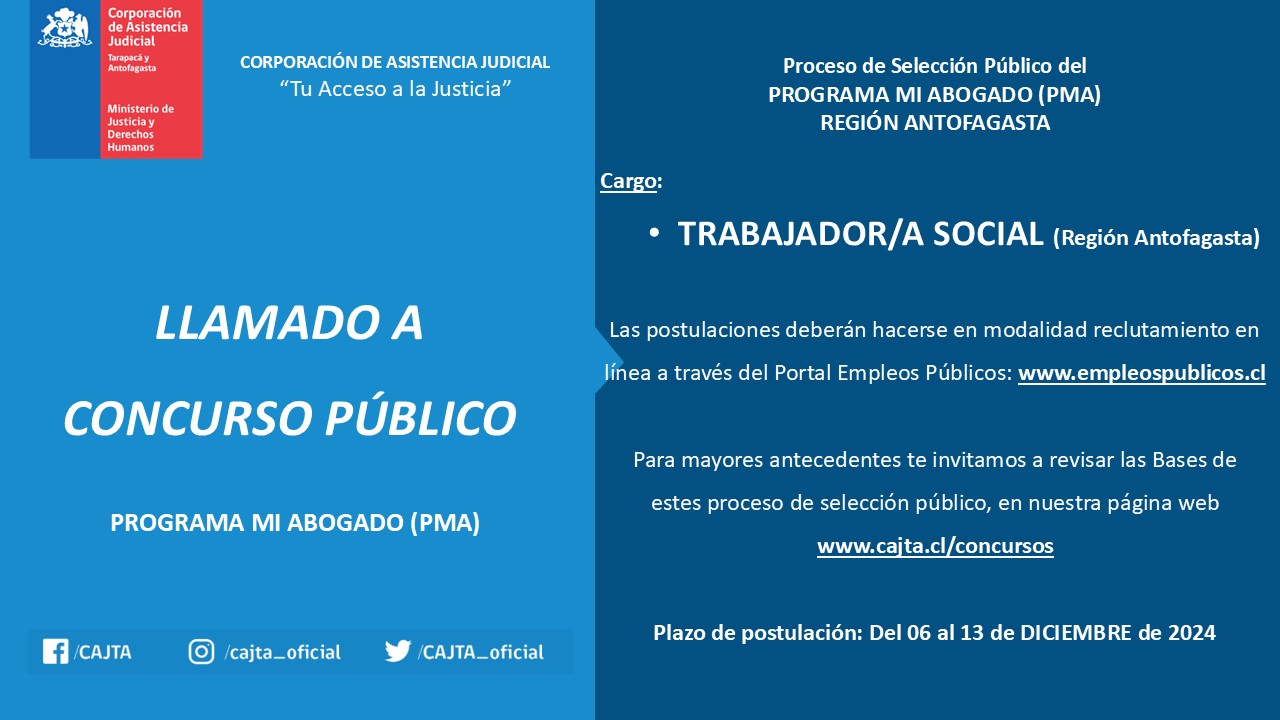 Corporación
de Asistencia
Judicial
Tarapacá y
Antofagasta
Ministerio de
Justicia y
Derechos
Humanos
CORPORACIÓN DE ASISTENCIA JUDICIAL
“Tu Acceso a la Justicia”
LLAMADO A
CONCURSO PÚBLICO
PROGRAMA MI ABOGADO (PMA)
/CAJTA
/cajta_oficial
/CAJTA_oficial
Proceso de Selección Público del
PROGRAMA MI ABOGADO (PMA)
REGIÓN ANTOFAGASTA
Cargo:
• TRABAJADOR/A SOCIAL (Región Antofagasta)
Las postulaciones deberán hacerse en modalidad reclutamiento en
línea a través del Portal Empleos Públicos: www.empleospublicos.cl
Para mayores antecedentes te invitamos a revisar las Bases de
estes proceso de selección público, en nuestra página web
www.cajta.cl/concursos
Plazo de postulación: Del 06 al 13 de DICIEMBRE de 2024